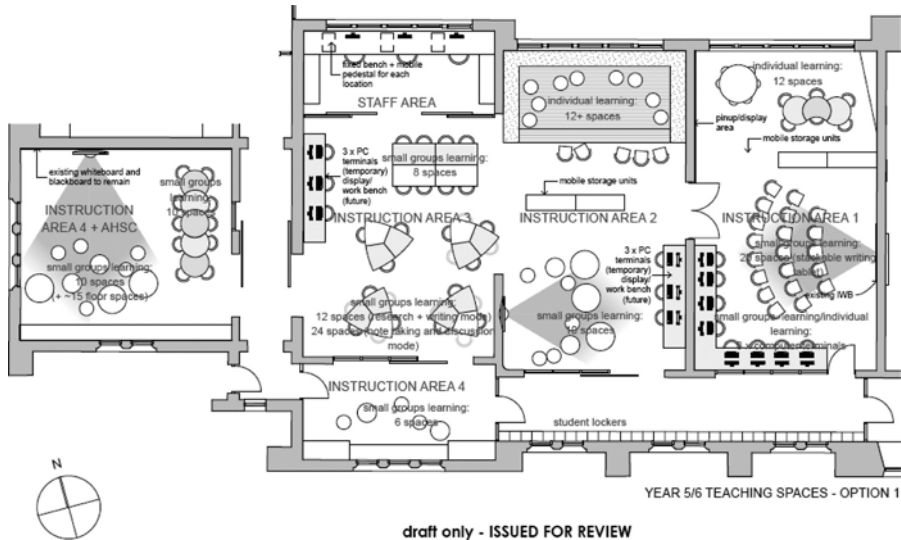 fitted bench + mobile
pedestal for each
location
STAFF AREA
individual learning:
12+ spaces
individual learning:
12 spaces
pinup/display
area
mobile storage units
existing whiteboard and
blackboard to remain
small groups
learning:
10 spaces
INSTRUCTION
AREA 4 + AHSC
small groups learning:
10 spaces
(+ ~15 floor spaces)
3 x PC
terminals
(temporary)
display/
work bench
(future)
small groups learning:
8 spaces
INSTRUCTION AREA 3
small groups learning:
12 spaces (research + writing mode)
24 spaces (note taking and discussion
mode)
mobile storage units
INSTRUCTION AREA 2
3 x PC
terminals
(temporary)
display/
work bench
(future)
small groups learning:
10 spaces
INSTRUCTION AREA 1
small groups learning:
spaces (stackable writing
tablet)
existing IWB
small groups learning/individual
learning:
x computer terminals
INSTRUCTION AREA 4
small groups learning:
6 spaces
student lockers
N
YEAR 5/6 TEACHING SPACES - OPTION 1
draft only - ISSUED FOR REVIEW